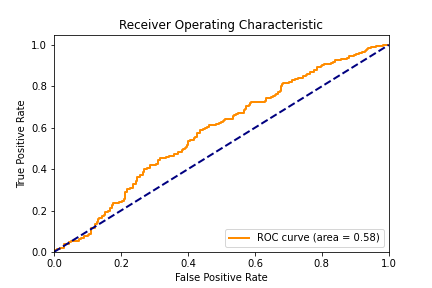 Receiver Operating Characteristic
True Positive Rate
1.0
0.8
0.6
0.4
0.2
0.0
ROC curve (area = 0.58)
0.0 0.2 0.4 0.6 0.8 1.0
False Positive Rate